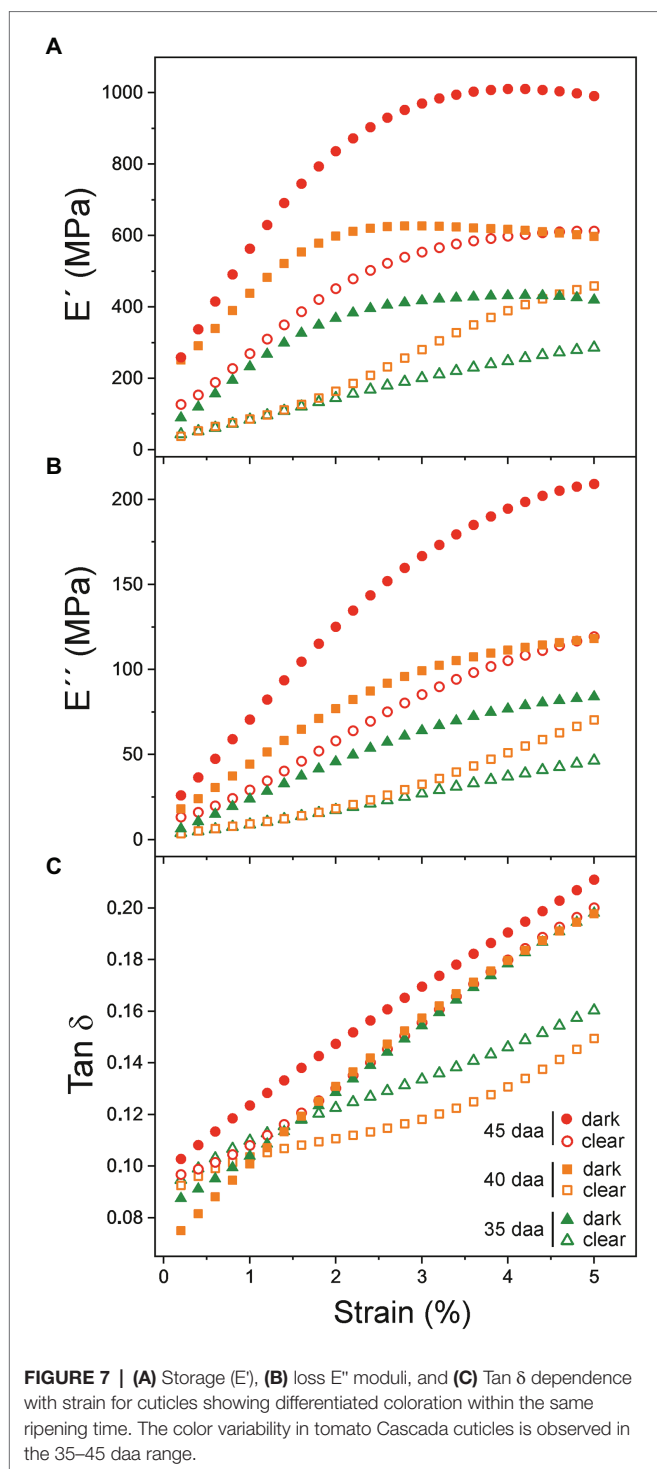 A
1000
800
600
400
200
0
E´ (MPa)
B
200
150
100
50
0
E´´ (MPa)
C
0.20
0.18
0.16
0.14
0.12
0.10
0.08
Tan δ
45 daa dark
clear
40 daa dark
clear
35 daa dark
clear
0 1 2 3 4 5
Strain (%)
FIGURE 7 | (A) Storage (E'), (B) loss E" moduli, and (C) Tan δ dependence
with strain for cuticles showing differentiated coloration within the same
ripening time. The color variability in tomato Cascada cuticles is observed in
the 35–45 daa range.